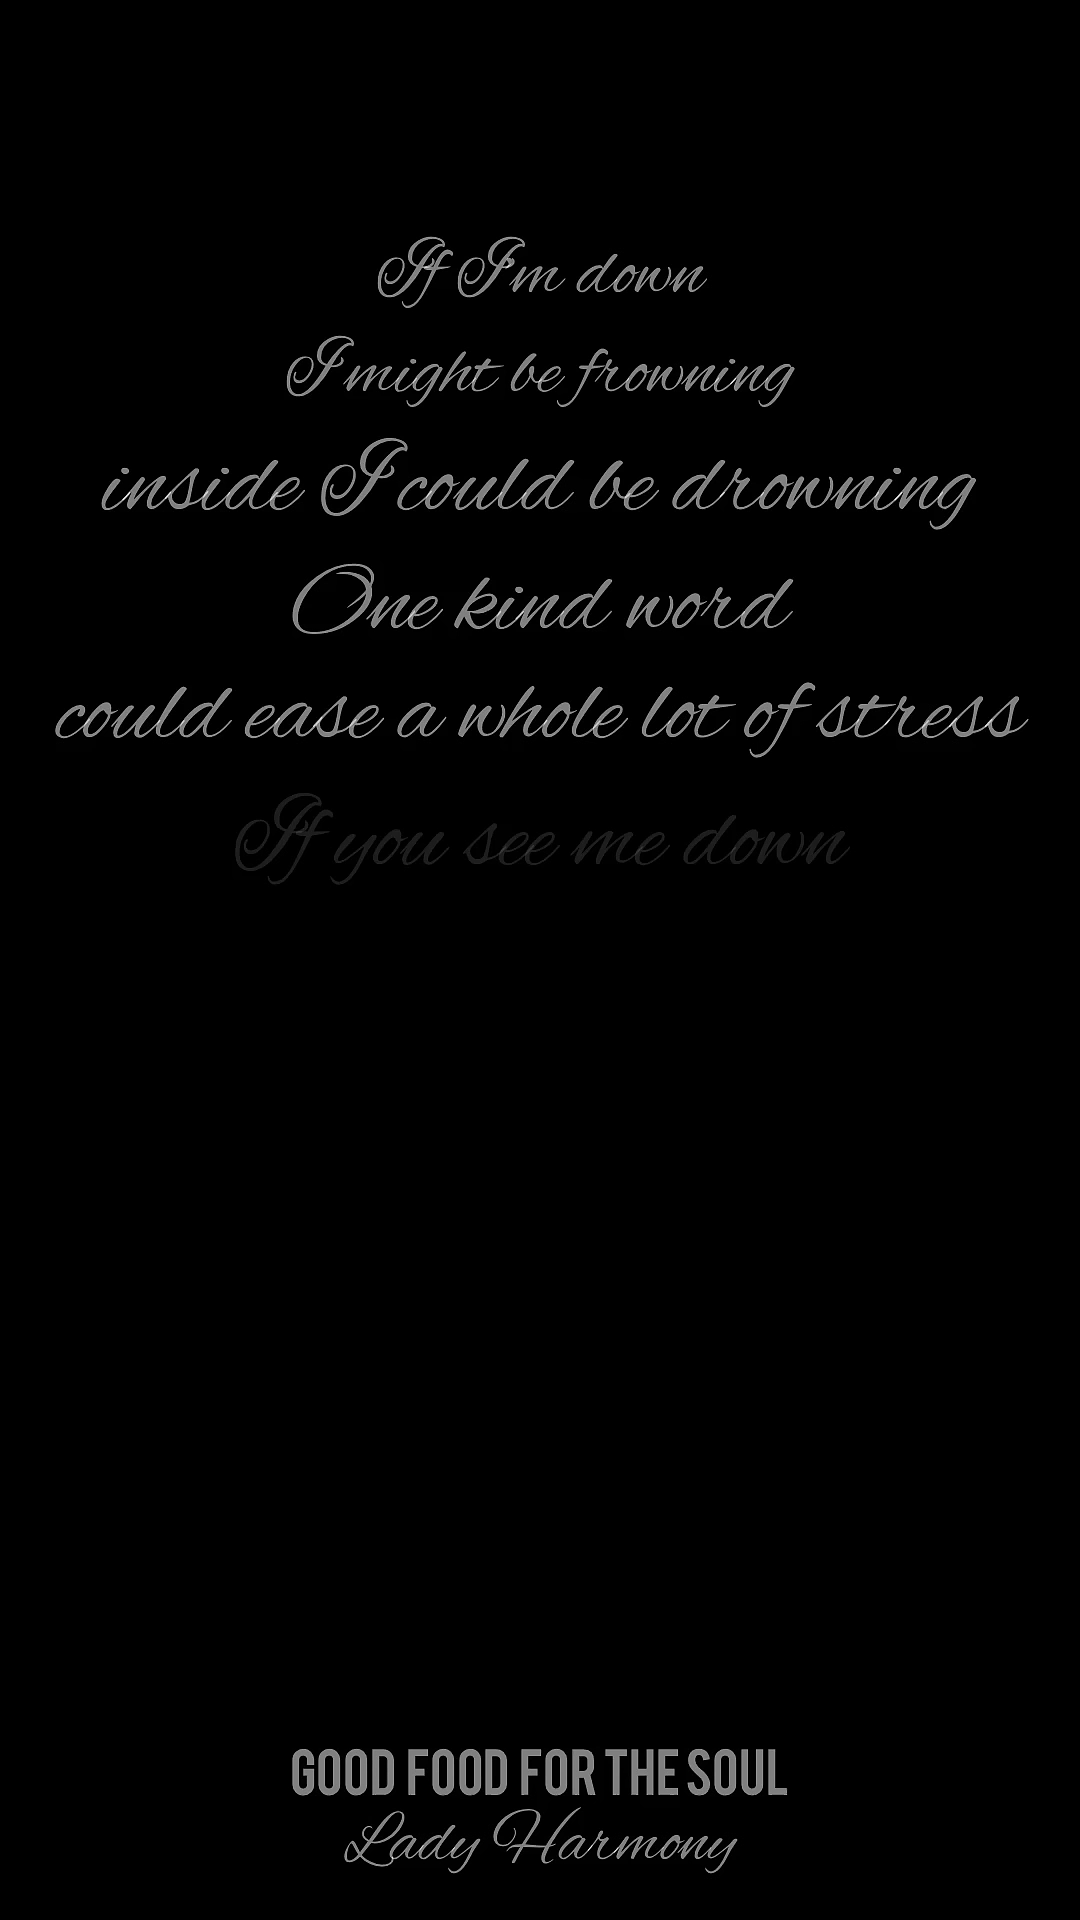 If I'm down
I might be frowning
inside I could be drowning
One kind word
could ease a whole lot of stress
If you see me down
GOOD FOOD FOR THE SOUL
Lady Harmony